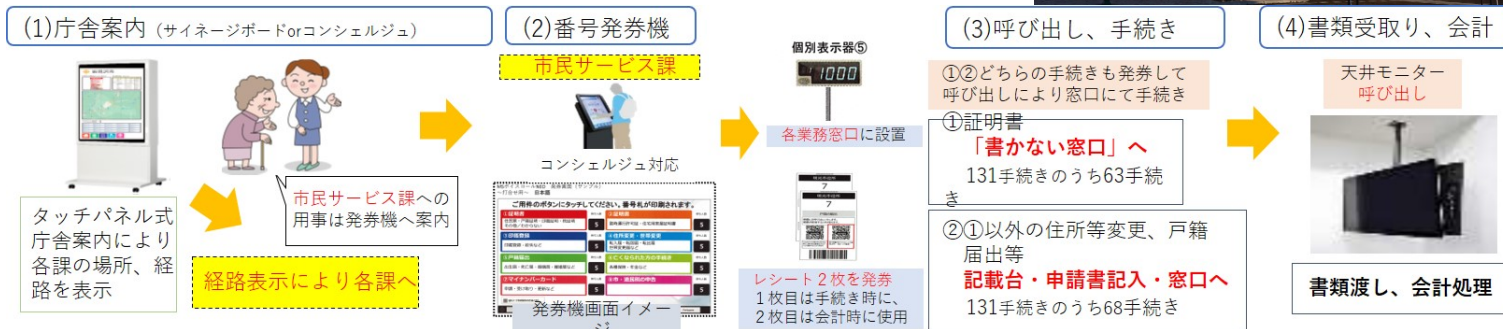 (1)庁舎案内（サイネージボードorコンシェルジュ）
タッチパネル式
庁舎案内により
各課の場所、経
路を表示
市民サービス課への
用事は発券機へ案内
経路表示により各課へ
(2)番号発券機
市民サービス課
コンシェルジュ対応
ご用件のボタンにタッチしてください。番号札が印刷されます。
発券機画面イメー
ジ
個別表示器⑤
1000
各業務窓口に設置
7
7
レシート２枚を発券
１枚目は手続き時に、
２枚目は会計時に使用
(3)呼び出し、手続き
①②どちらの手続きも発券して
呼び出しにより窓口にて手続き
①証明書
「書かない窓口」へ
131手続きのうち63手続
き
②①以外の住所等変更、戸籍
届出等
記載台・申請書記入・窓口へ
131手続きのうち68手続き
(4)書類受取り、会計
天井モニター
呼び出し
書類渡し、会計処理